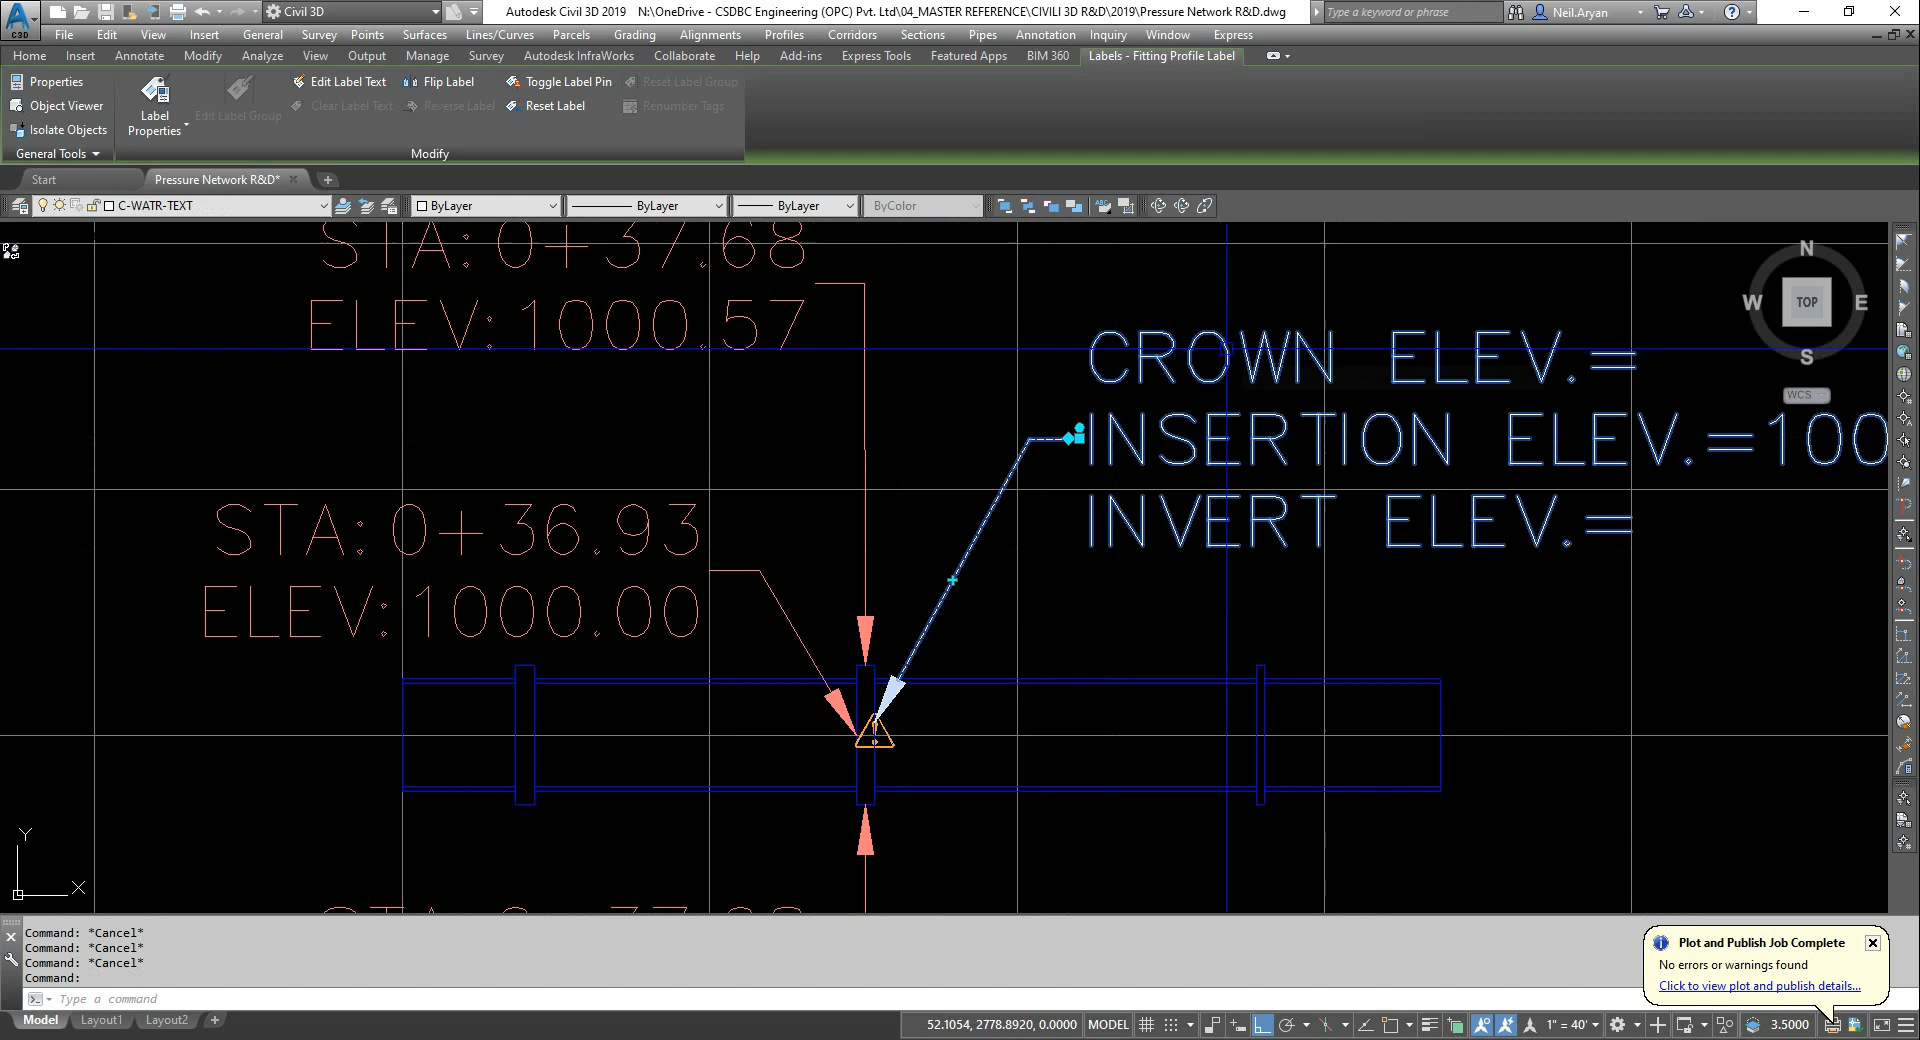 Civil 3D
Autodesk Civil 3D 2019 N:\OneDrive - CSDBC Engineering (OPC) Pvt. Ltd\04_MASTER REFERENCE\CIVILI 3D R&D\2019\Pressure Network R&D.dwg
Type a keyword or phrase
Neil.Aryan
C3D
File Edit View Insert General Survey Points Surfaces Lines/Curves Parcels Grading Alignments Profiles Corridors Sections Pipes Annotation Inquiry Window Express
Home Insert Annotate Modify Analyze View Output Manage Survey Autodesk InfraWorks Collaborate Help Add-ins Express Tools Featured Apps BIM 360 Labels - Fitting Profile Label
Properties
Object Viewer
Isolate Objects
General Tools
Label Properties
Edit Label Group
Edit Label Text Flip Label Toggle Label Pin Reset Label Group
Clear Label Text Reverse Label Reset Label Renumber Tags
Modify
Start Pressure Network R&D*
C-WATR-TEXT ByLayer ByLayer ByLayer ByColor
STA: 0+37.68
ELEV: 1000.57
CROWN ELEV.=
INSERTION ELEV.=100
INVERT ELEV.=
STA: 0+36.93
ELEV: 1000.00
N
W TOP E
S
WCS
Y
X
Command: *Cancel*
Command: *Cancel*
Command: *Cancel*
Command:
Type a command
Plot and Publish Job Complete
No errors or warnings found
Click to view plot and publish details...
Model Layout1 Layout2 +
52.1054, 2778.8920, 0.0000 MODEL 1" = 40' 3.5000